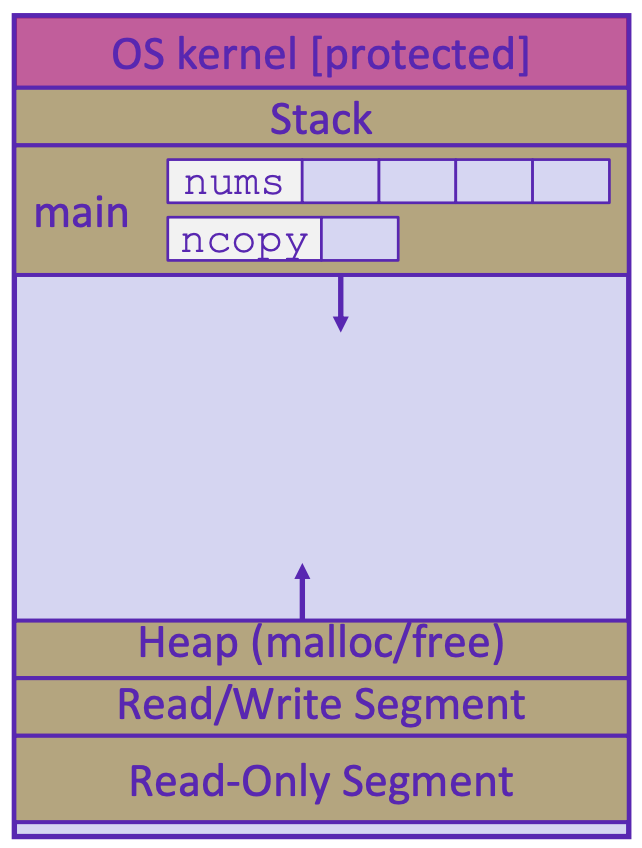 OS kernel [protected]
Stack
main
nums
ncopy
Heap (malloc/free)
Read/Write Segment
Read-Only Segment